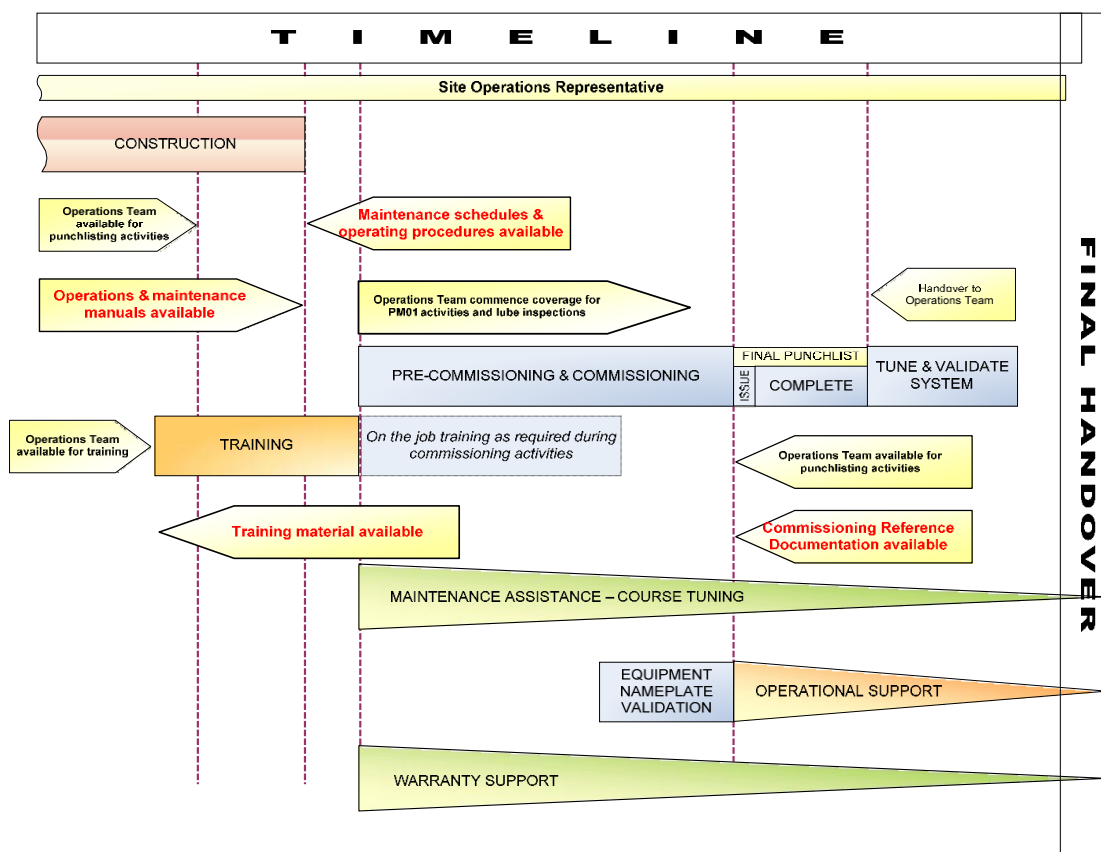 TIMELINE
Site Operations Representative
CONSTRUCTION
Operations Team
available for
punchlisting activities
Maintenance schedules &
operating procedures available
Operations & maintenance
manuals available
Operations Team commence coverage for
PM01 activities and lube inspections
Handover to
Operations Team
PRE-COMMISSIONING & COMMISSIONING
FINAL PUNCHLIST
ISSUE
COMPLETE
TUNE & VALIDATE
SYSTEM
Operations Team
available for training
TRAINING
On the job training as required during
commissioning activities
Operations Team available for
punchlisting activities
Training material available
Commissioning Reference
Documentation available
MAINTENANCE ASSISTANCE – COURSE TUNING
EQUIPMENT
NAMEPLATE
VALIDATION
OPERATIONAL SUPPORT
WARRANTY SUPPORT
FINAL HANDOVER